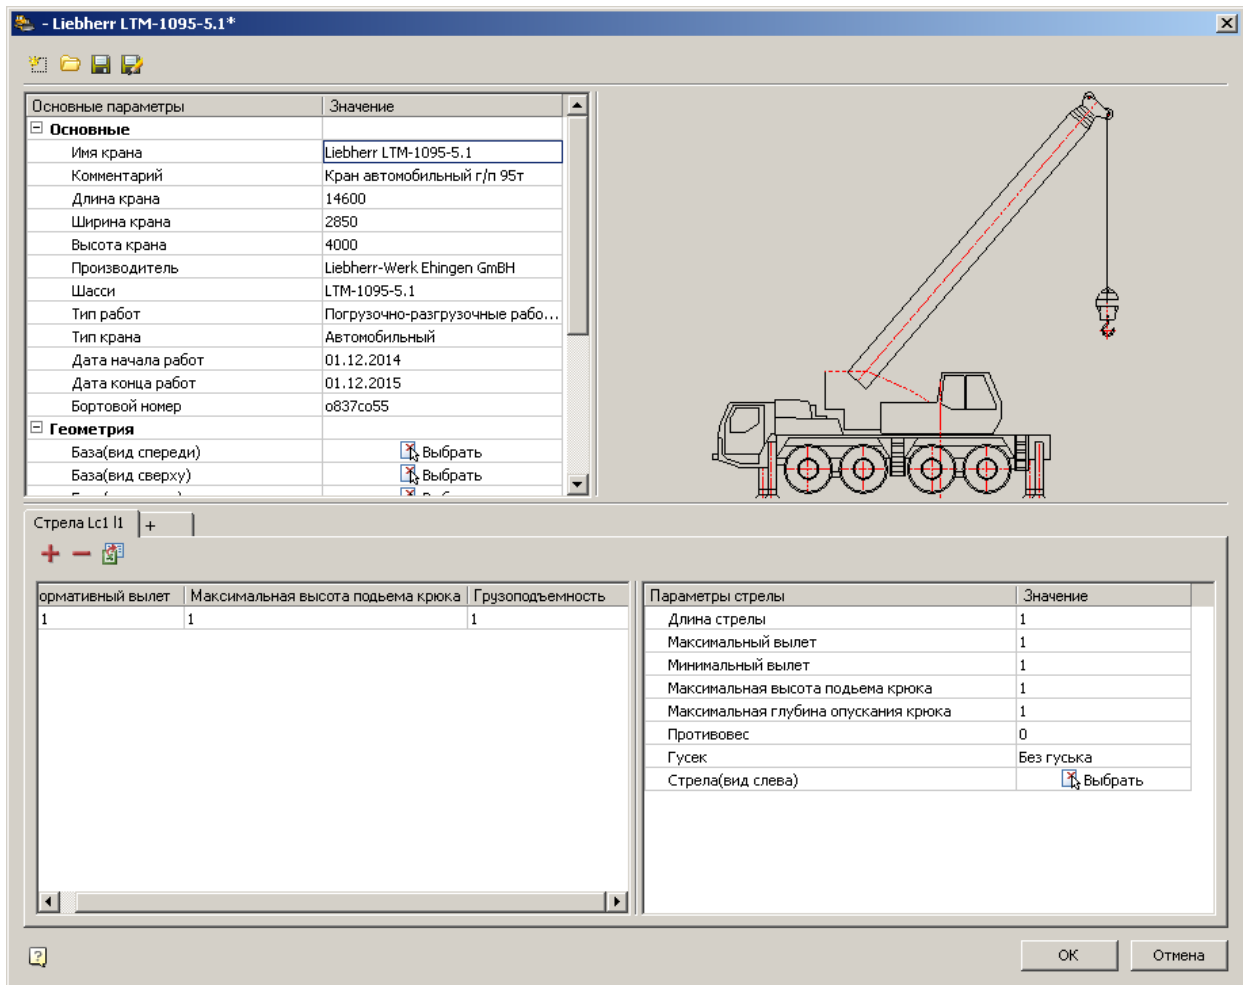 - Liebherr LTM-1095-5.1*
Основные параметры Значение
Основные
Имя крана Liebherr LTM-1095-5.1
Комментарий Кран автомобильный г/п 95т
Длина крана 14600
Ширина крана 2850
Высота крана 4000
Производитель Liebherr-Werk Ehingen GmBH
Шасси LTM-1095-5.1
Тип работ Погрузочно-разгрузочные рабо...
Тип крана Автомобильный
Дата начала работ 01.12.2014
Дата конца работ 01.12.2015
Бортовой номер о837со55
Геометрия
База(вид спереди) Выбрать
База(вид сверху) Выбрать
Стрела Lc1 l1 +
ормативный вылет Максимальная высота подьема крюка Грузоподъемность
1 1 1
Параметры стрелы Значение
Длина стрелы 1
Максимальный вылет 1
Минимальный вылет 1
Максимальная высота подьема крюка 1
Максимальная глубина опускания крюка 1
Противовес 0
Гусек Без гуська
Стрела(вид слева) Выбрать
ОК Отмена